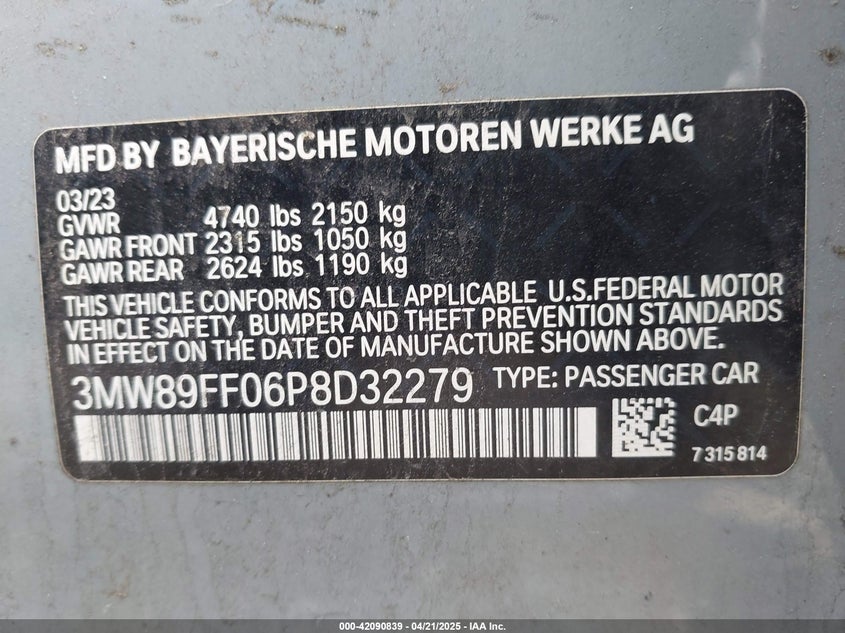 MFD BY BAYERISCHE MOTOREN WERKE AG
03/23
GVWR 4740 lbs 2150 kg
GAWR FRONT 2315 lbs 1050 kg
GAWR REAR 2624 lbs 1190 kg
THIS VEHICLE CONFORMS TO ALL APPLICABLE U.S.FEDERAL MOTOR
VEHICLE SAFETY, BUMPER AND THEFT PREVENTION STANDARDS
IN EFFECT ON THE DATE OF MANUFACTURE SHOWN ABOVE.
3MW89FF06P8D32279 TYPE: PASSENGER CAR
C4P
7 315 814
000-42090839 - 04/21/2025 - IAA Inc.